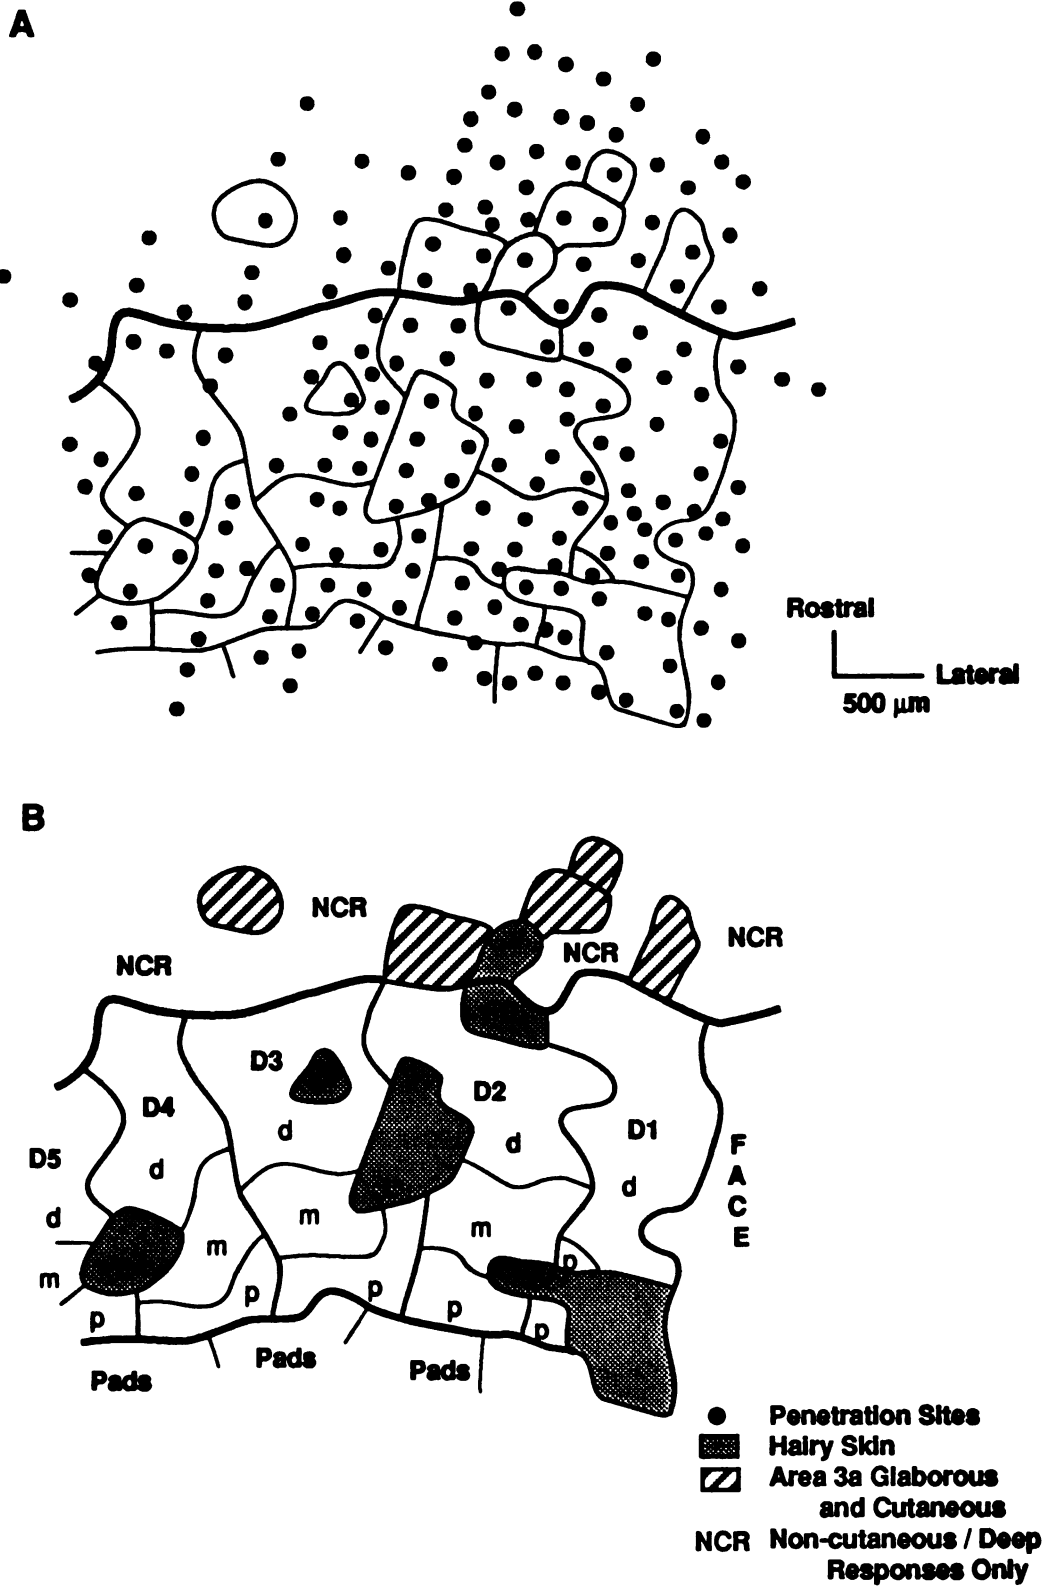 A
Rostral
Lateral
500 µm
B
NCR
NCR
NCR
NCR
D3
D2
D4
D1
d
d
D5
d
d
d
m
m
m
m
p
p
p
p
p
p
FACE
Pads
Pads
Pads
Penetration Sites
Hairy Skin
Area 3a Glaborous
and Cutaneous
NCR Non-cutaneous / Deep
Responses Only